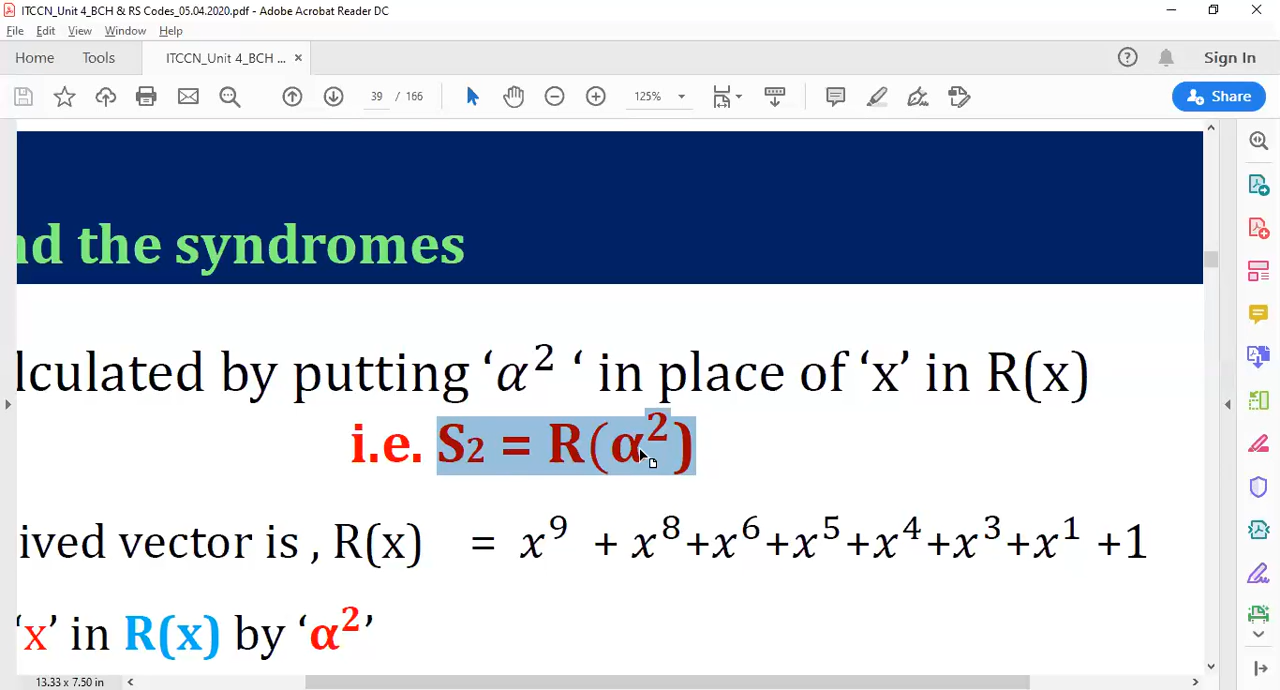 ITCCN_Unit 4_BCH & RS Codes_05.04.2020.pdf - Adobe Acrobat Reader DC
File Edit View Window Help
Home Tools ITCCN_Unit 4_BCH ... × Sign In
39 / 166 125% Share
nd the syndromes
lculated by putting ‘α² ‘ in place of ‘x’ in R(x)
i.e. S₂ = R(α²)
ived vector is , R(x) = x⁹ + x⁸+x⁶+x⁵+x⁴+x³+x¹ +1
‘x’ in R(x) by ‘α²’
13.33 x 7.50 in